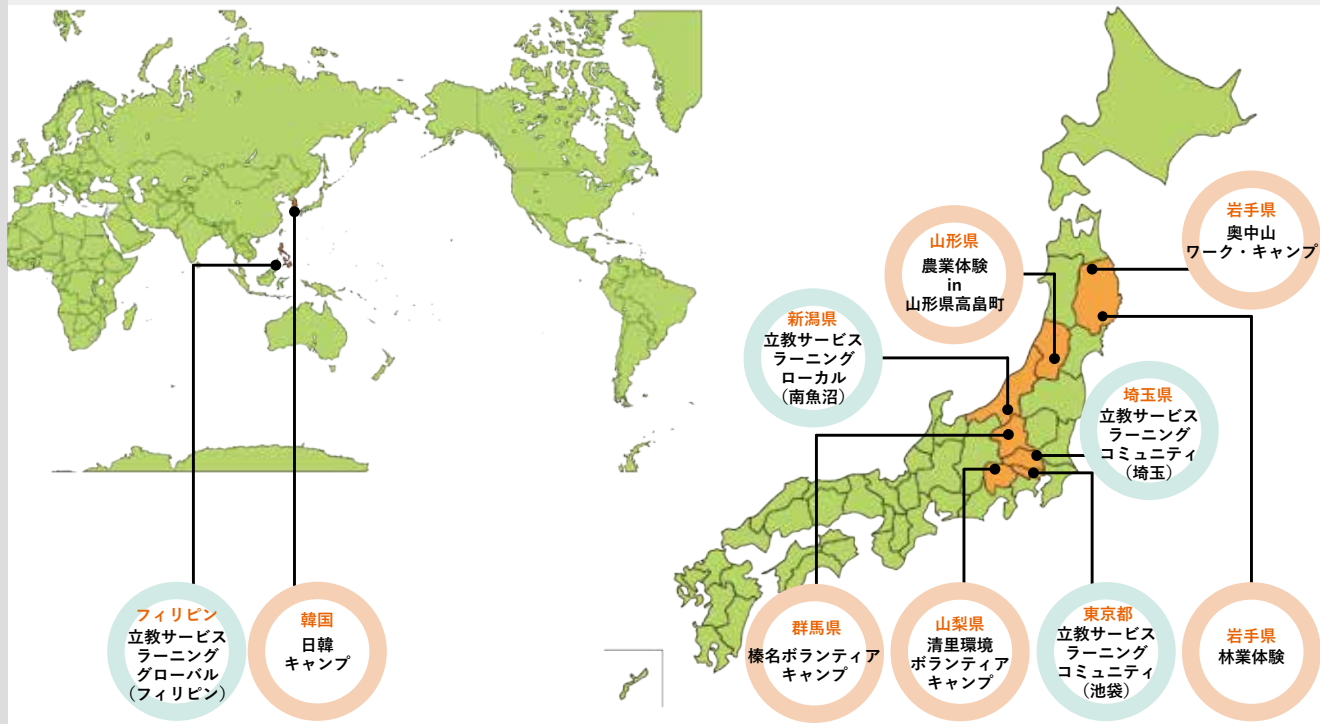 岩手県
奥中山
ワーク・キャンプ
山形県
農業体験
in
山形県高畠町
新潟県
立教サービス
ラーニング
ローカル
（南魚沼）
埼玉県
立教サービス
ラーニング
コミュニティ
（埼玉）
フィリピン
立教サービス
ラーニング
グローバル
（フィリピン）
韓国
日韓
キャンプ
群馬県
榛名ボランティア
キャンプ
山梨県
清里環境
ボランティア
キャンプ
東京都
立教サービス
ラーニング
コミュニティ
（池袋）
岩手県
林業体験